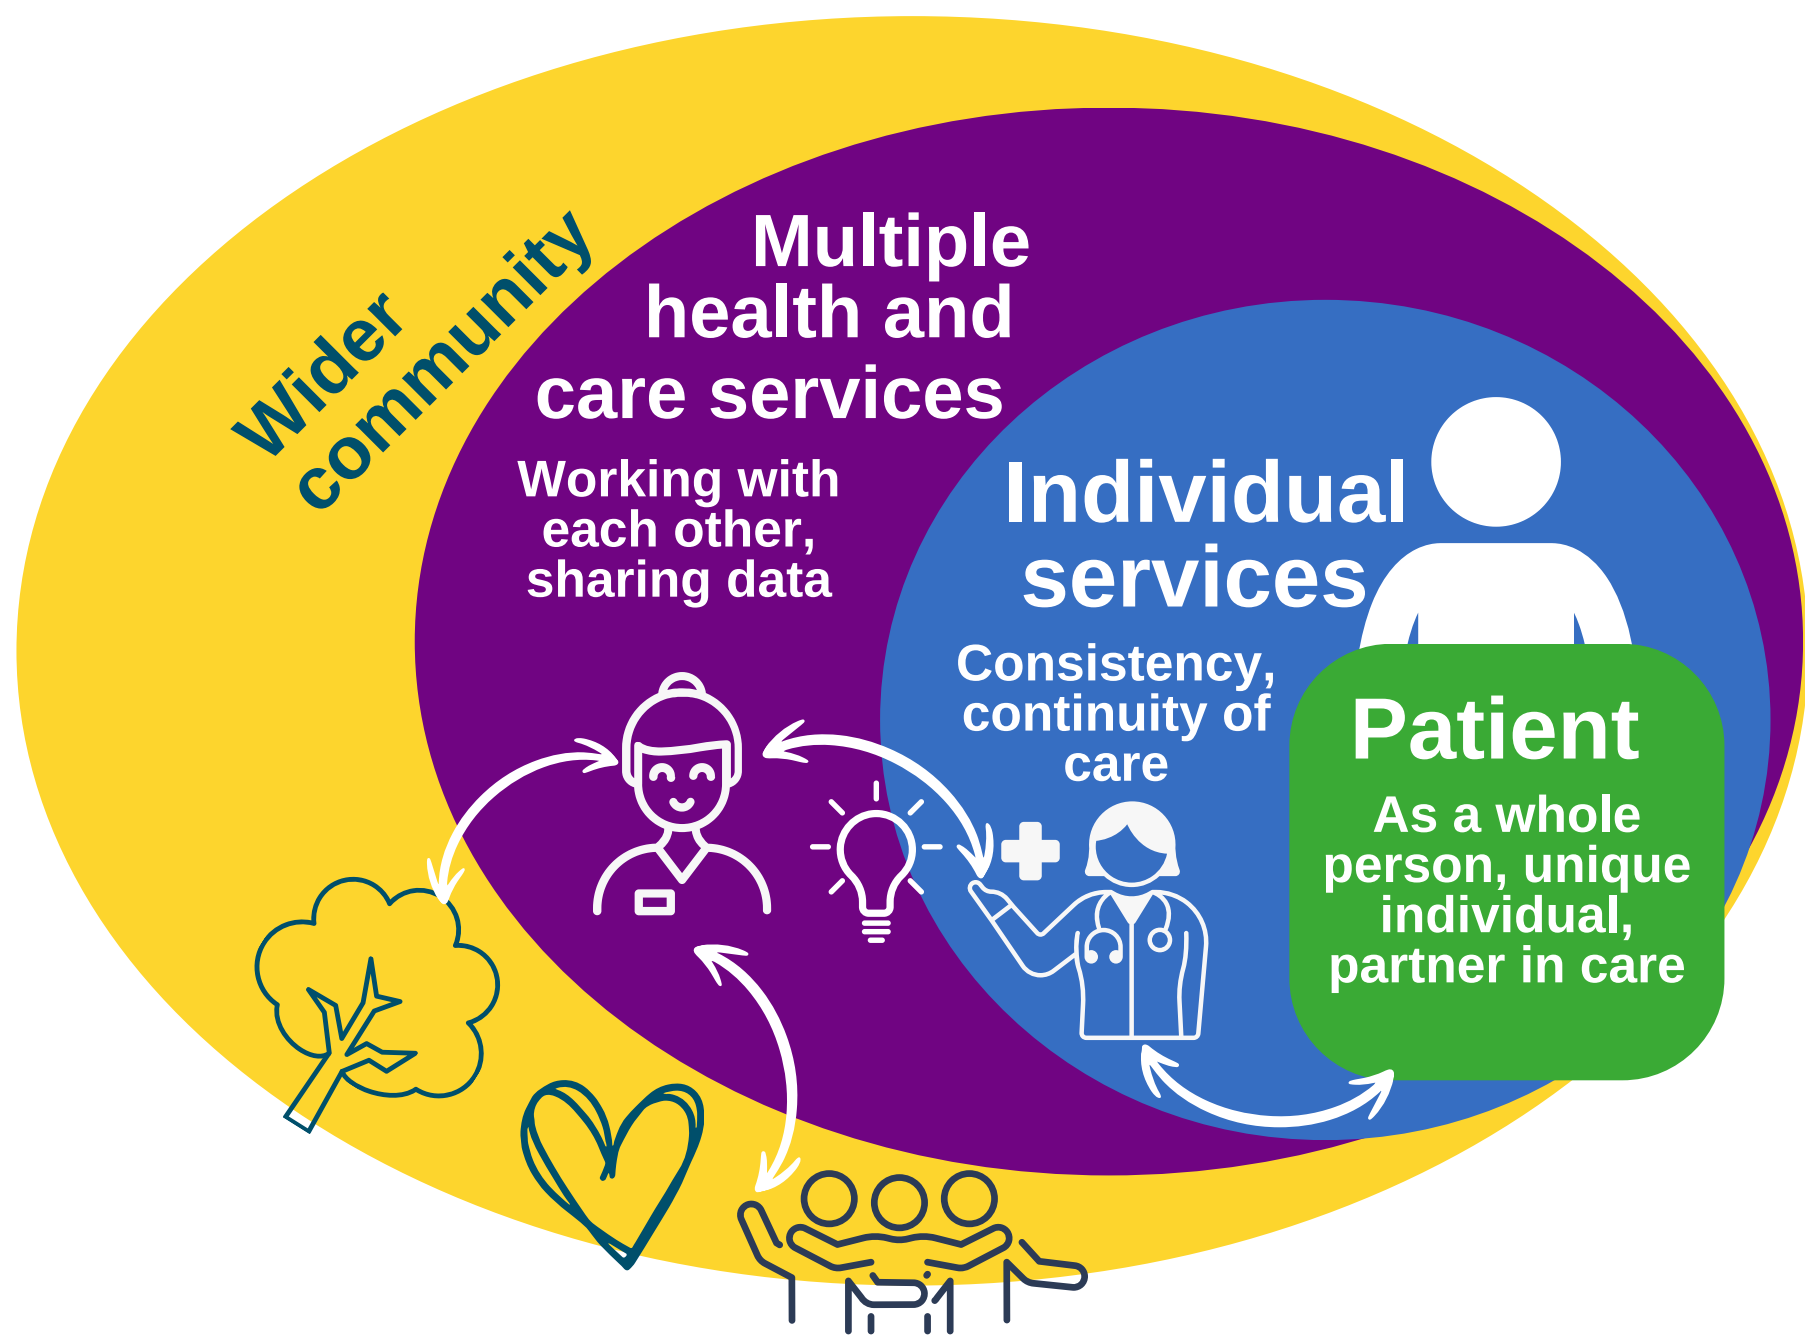 Wider
community
Multiple
health and
care services
Working with
each other,
sharing data
Individual
services
Consistency,
continuity of
care
Patient
As a whole
person, unique
individual,
partner in care